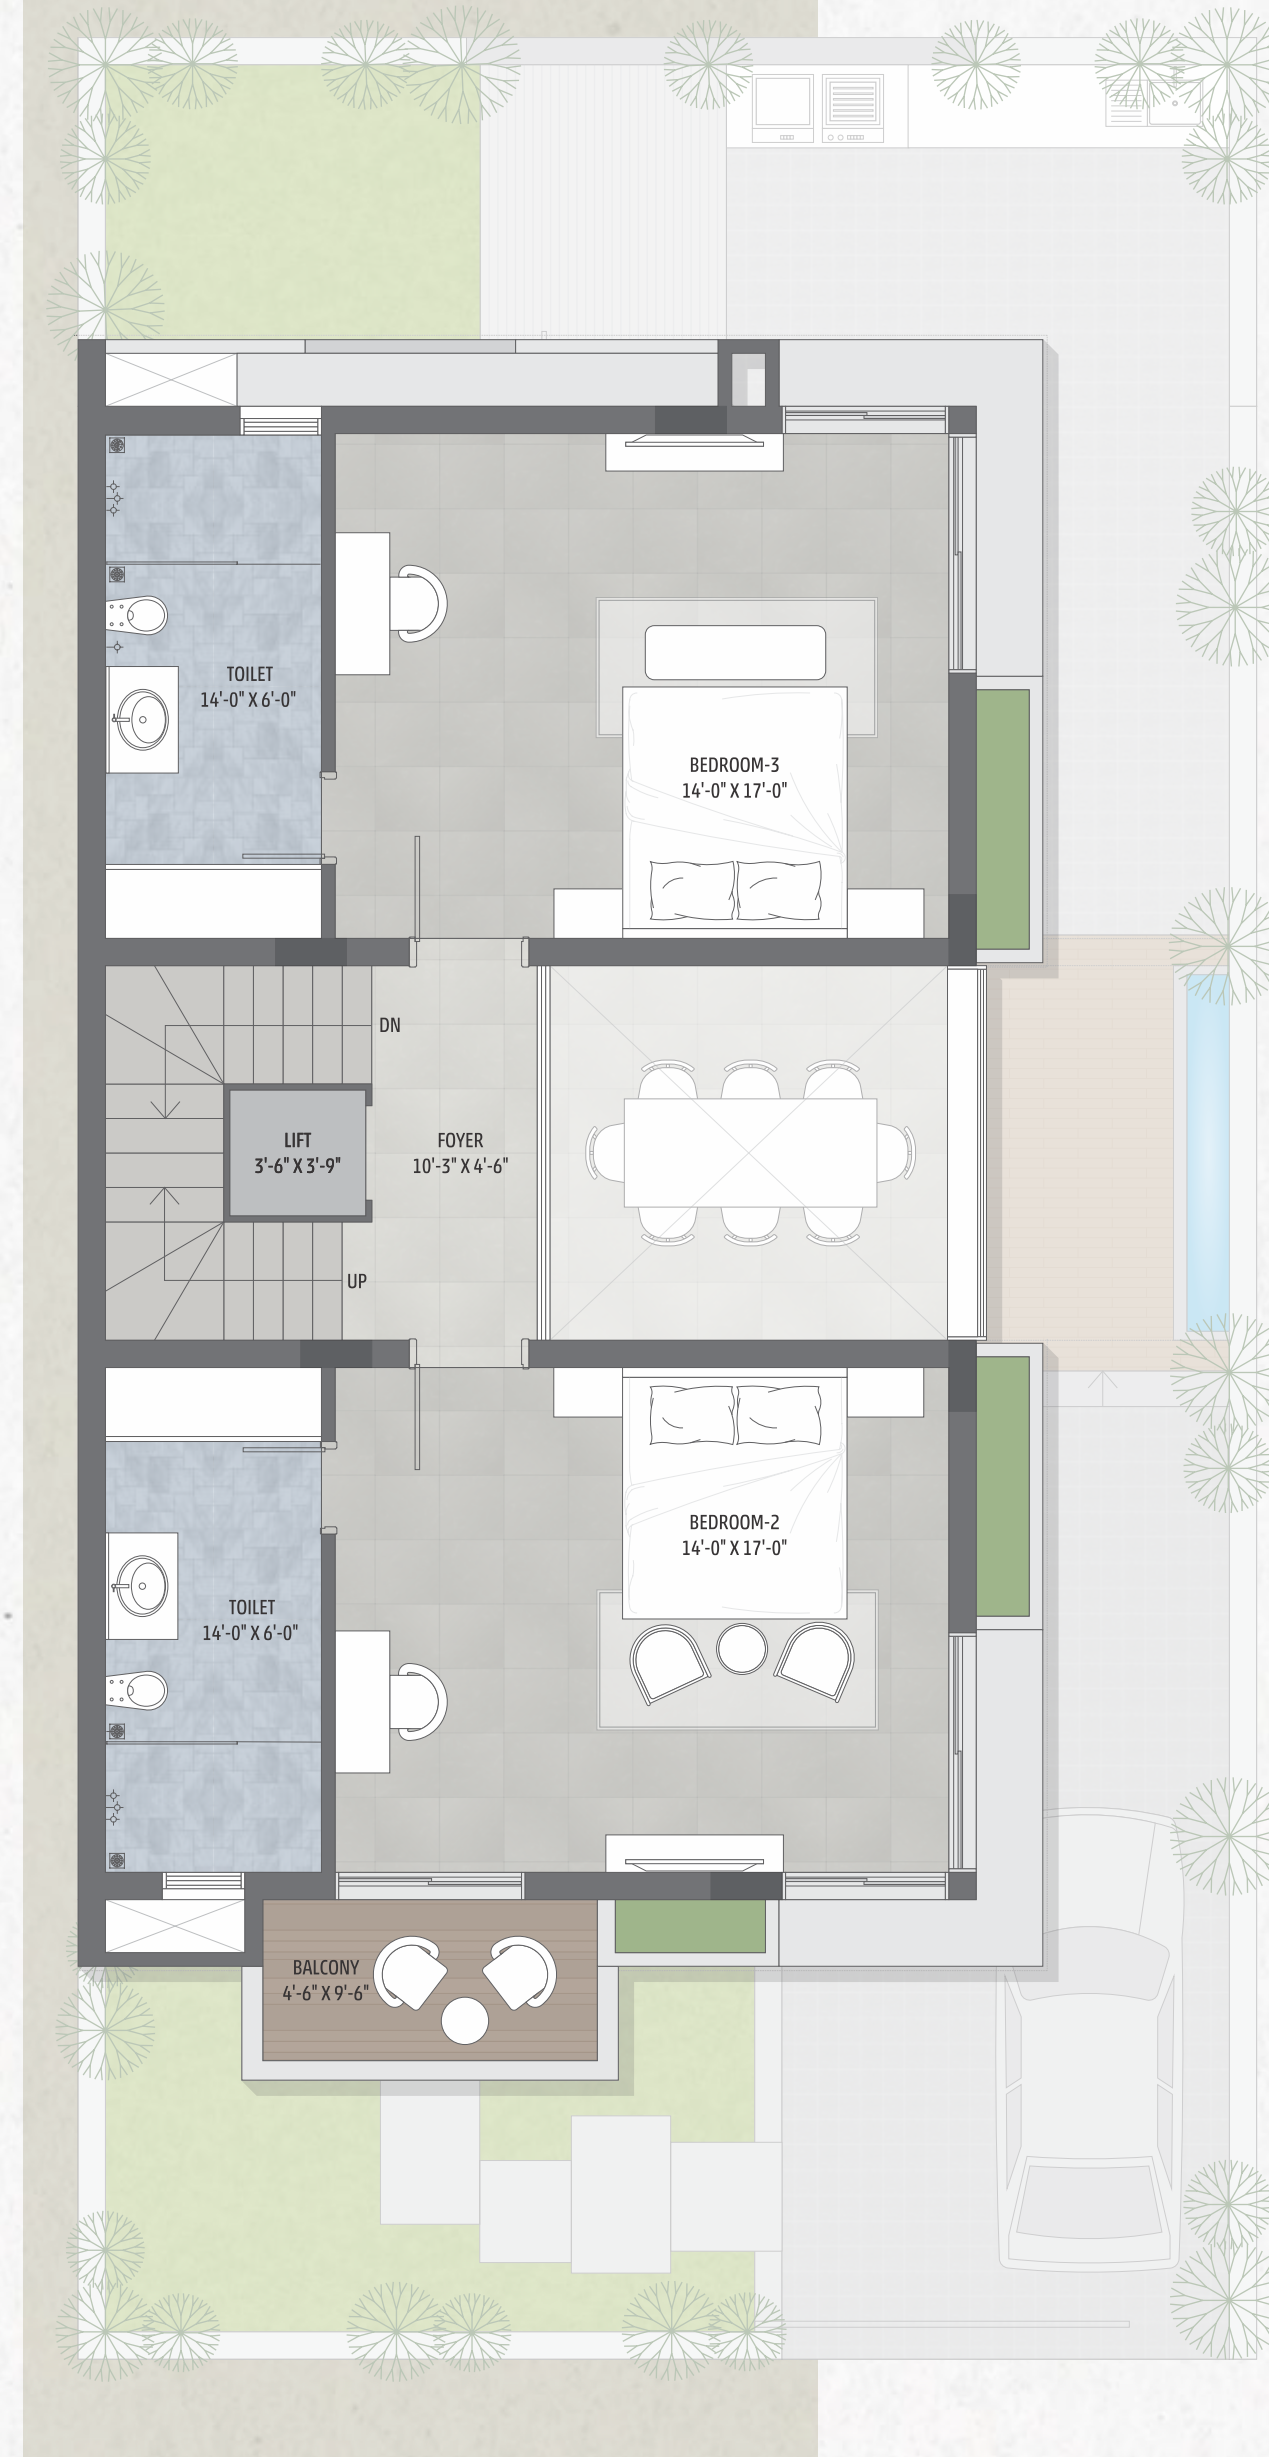 TOILET
14'-0" X 6'-0"
BEDROOM-3
14'-0" X 17'-0"
DN
LIFT
3'-6" X 3'-9"
FOYER
10'-3" X 4'-6"
UP
BEDROOM-2
14'-0" X 17'-0"
TOILET
14'-0" X 6'-0"
BALCONY
4'-6" X 9'-6"